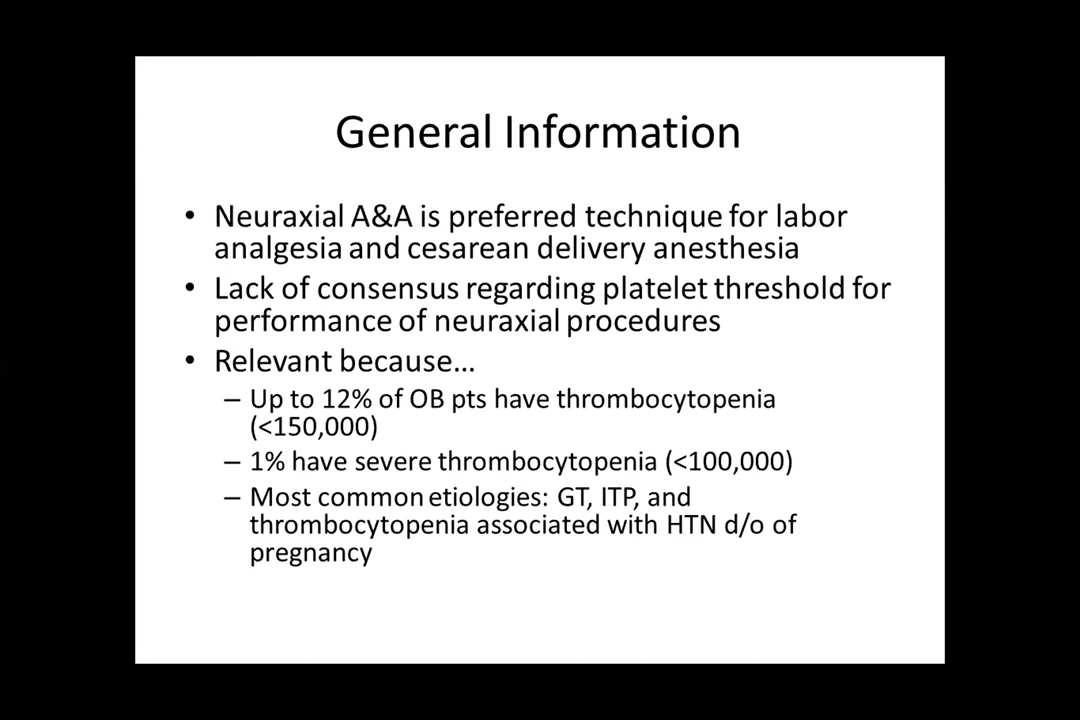 General Information
• Neuraxial A&A is preferred technique for labor
analgesia and cesarean delivery anesthesia
• Lack of consensus regarding platelet threshold for
performance of neuraxial procedures
• Relevant because…
– Up to 12% of OB pts have thrombocytopenia
(<150,000)
– 1% have severe thrombocytopenia (<100,000)
– Most common etiologies: GT, ITP, and
thrombocytopenia associated with HTN d/o of
pregnancy